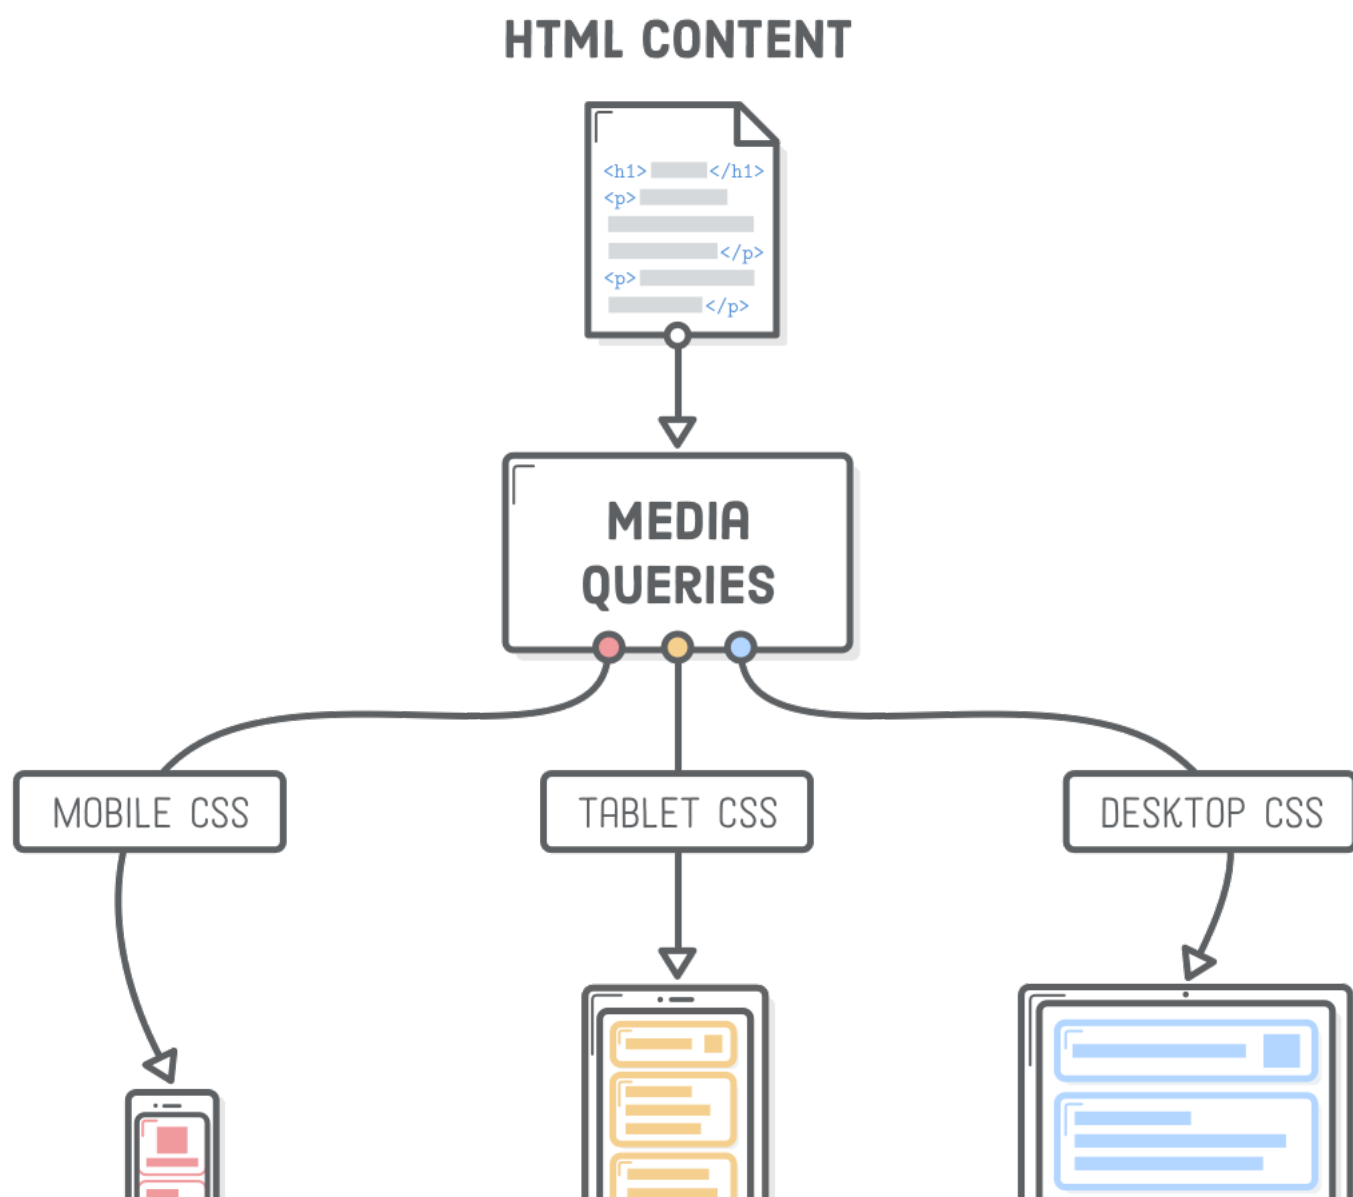 HTML CONTENT
<h1> </h1>
<p>
</p>
<p>
</p>
MEDIA
QUERIES
MOBILE CSS
TABLET CSS
DESKTOP CSS